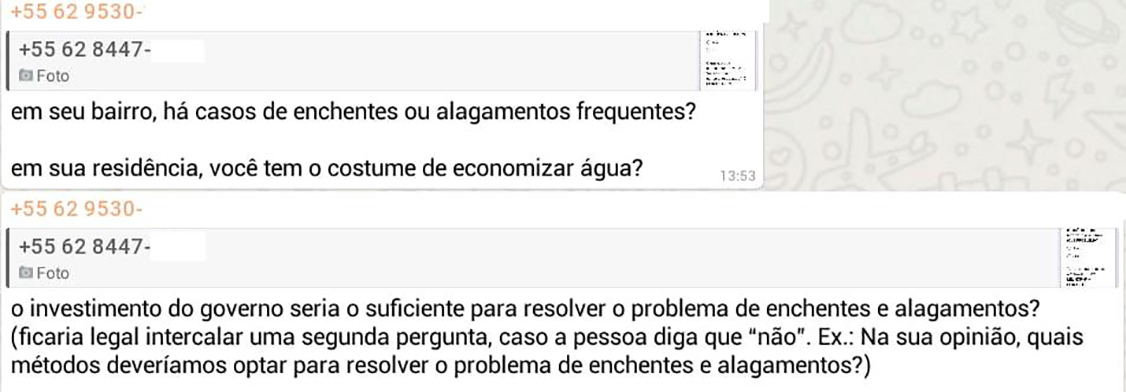 +55 62 9530-
+55 62 8447-
Foto
em seu bairro, há casos de enchentes ou alagamentos frequentes?
em sua residência, você tem o costume de economizar água?
13:53
+55 62 9530-
+55 62 8447-
Foto
o investimento do governo seria o suficiente para resolver o problema de enchentes e alagamentos?
(ficaria legal intercalar uma segunda pergunta, caso a pessoa diga que “não”. Ex.: Na sua opinião, quais
métodos deveríamos optar para resolver o problema de enchentes e alagamentos?)